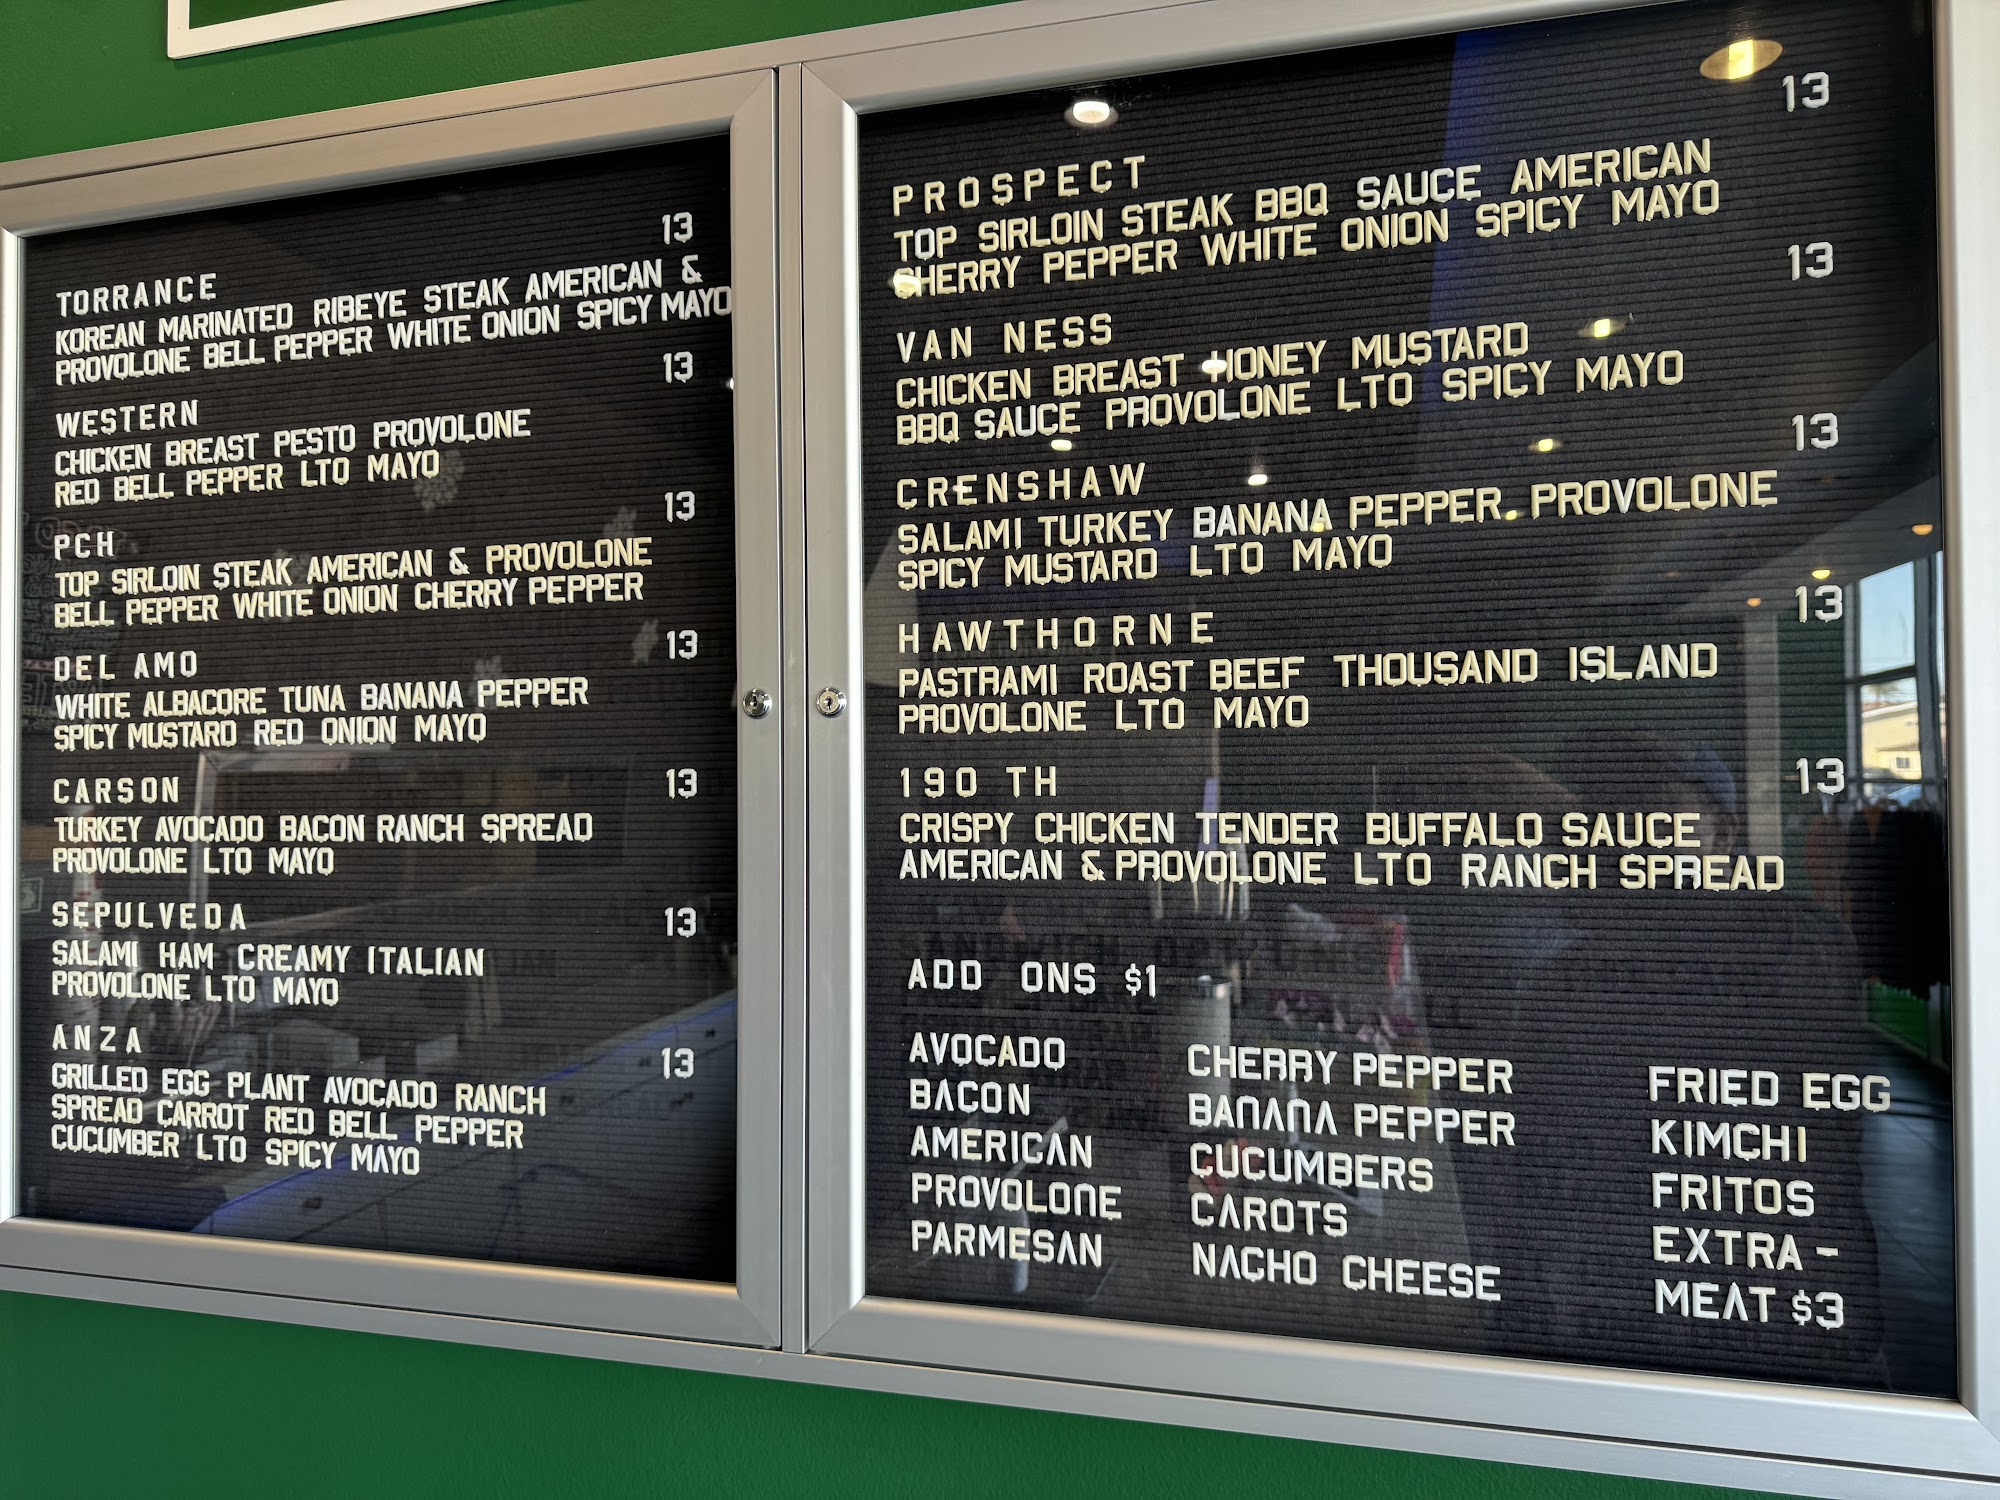 13
TORRANCE
KOREAN MARINATED RIBEYE STEAK AMERICAN &
PROVOLONE BELL PEPPER WHITE ONION SPICY MAYO
13
WESTERN
CHICKEN BREAST PESTO PROVOLONE
RED BELL PEPPER LTO MAYO
13
PCH
TOP SIRLOIN STEAK AMERICAN & PROVOLONE
BELL PEPPER WHITE ONION CHERRY PEPPER
13
DEL AMO
WHITE ALBACORE TUNA BANANA PEPPER
SPICY MUSTARD RED ONION MAYO
13
CARSON
TURKEY AVOCADO BACON RANCH SPREAD
PROVOLONE LTO MAYO
13
SEPULVEDA
SALAMI HAM CREAMY ITALIAN
PROVOLONE LTO MAYO
13
ANZA
GRILLED EGG PLANT AVOCADO RANCH
SPREAD CARROT RED BELL PEPPER
CUCUMBER LTO SPICY MAYO
13
PROSPECT
TOP SIRLOIN STEAK BBQ SAUCE AMERICAN
CHERRY PEPPER WHITE ONION SPICY MAYO
13
VAN NESS
CHICKEN BREAST HONEY MUSTARD
BBQ SAUCE PROVOLONE LTO SPICY MAYO
13
CRENSHAW
SALAMI TURKEY BANANA PEPPER PROVOLONE
SPICY MUSTARD LTO MAYO
13
HAWTHORNE
PASTRAMI ROAST BEEF THOUSAND ISLAND
PROVOLONE LTO MAYO
13
190 TH
CRISPY CHICKEN TENDER BUFFALO SAUCE
AMERICAN & PROVOLONE LTO RANCH SPREAD
ADD ONS $1
AVOCADO
BACON
AMERICAN
PROVOLONE
PARMESAN
CHERRY PEPPER
BANANA PEPPER
CUCUMBERS
CAROTS
NACHO CHEESE
FRIED EGG
KIMCHI
FRITOS
EXTRA -
MEAT $3